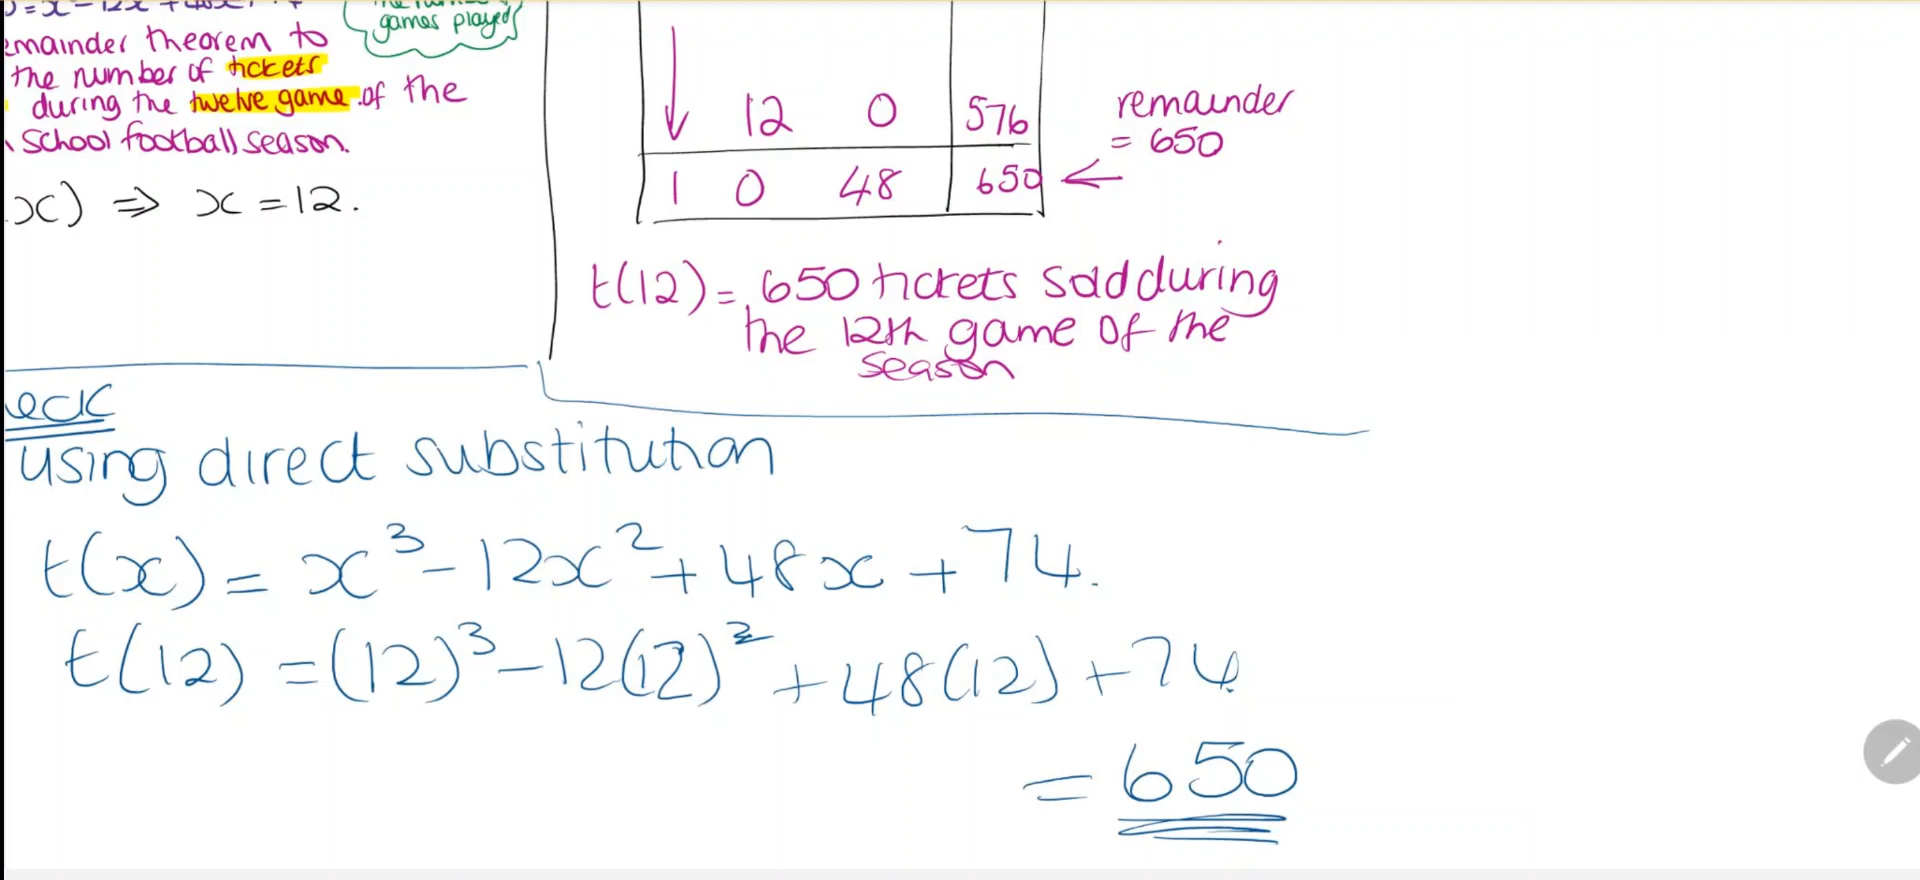 games played
emainder theorem to
the number of tickets
during the twelve game of the
School football season.
x) ⇒ x = 12.
12 0 576
1 0 48 650
remainder
= 650
t(12) = 650 tickets sold during
the 12th game of the
season
eck
using direct substitution
t(x) = x³ - 12x² + 48x + 74.
t(12) = (12)³ - 12(12)² + 48(12) + 74
= 650